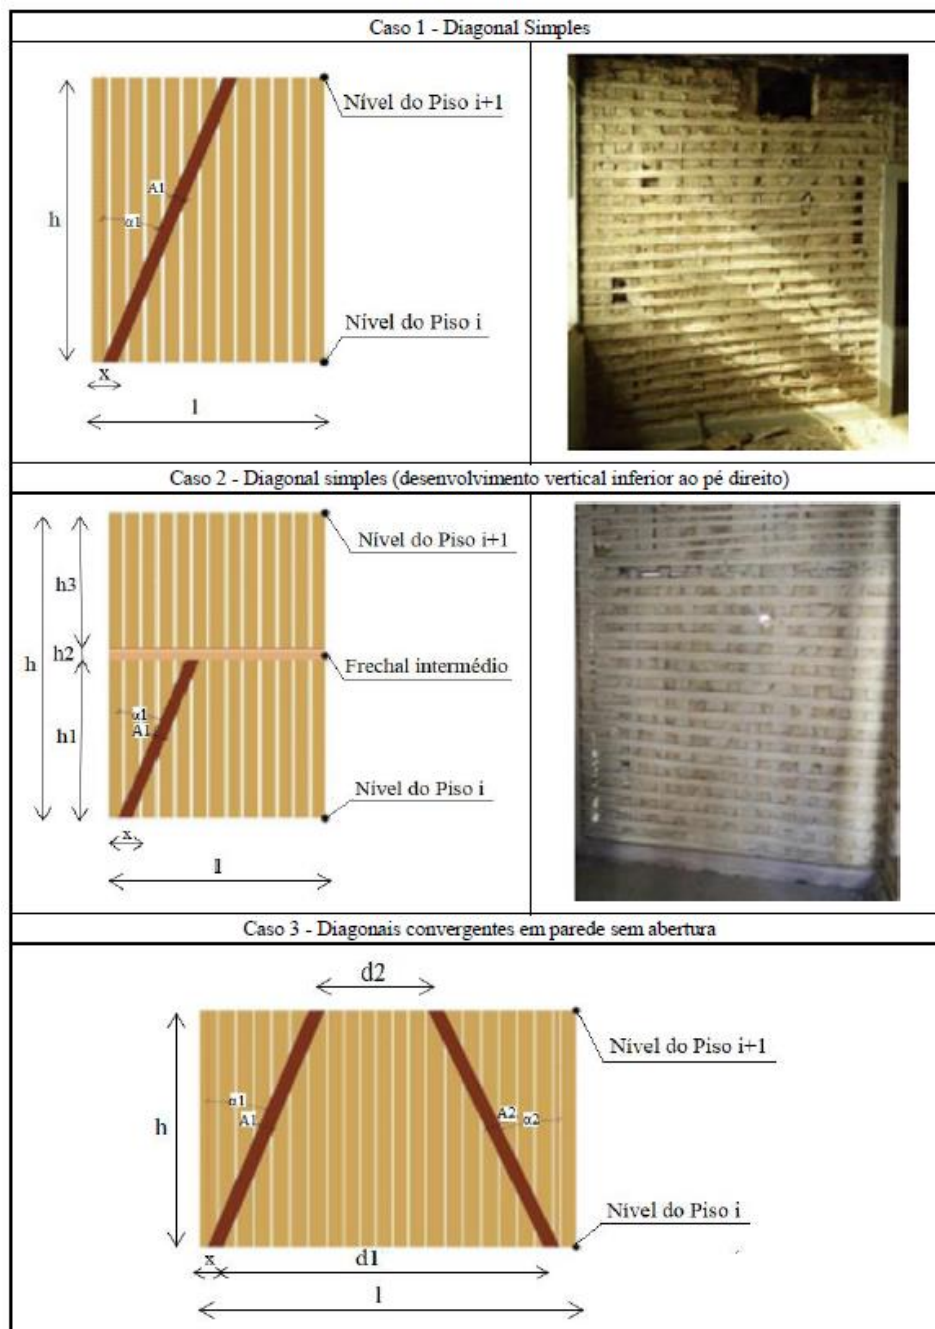 Caso 1 - Diagonal Simples
Nível do Piso i+1
A1
h
α1
Nível do Piso i
x
l
Caso 2 - Diagonal simples (desenvolvimento vertical inferior ao pé direito)
Nível do Piso i+1
h3
h
h2
Frechal intermédio
α1
A1
h1
Nível do Piso i
x
l
Caso 3 - Diagonais convergentes em parede sem abertura
d2
Nível do Piso i+1
α1
A1
A2
α2
h
Nível do Piso i
x
d1
l